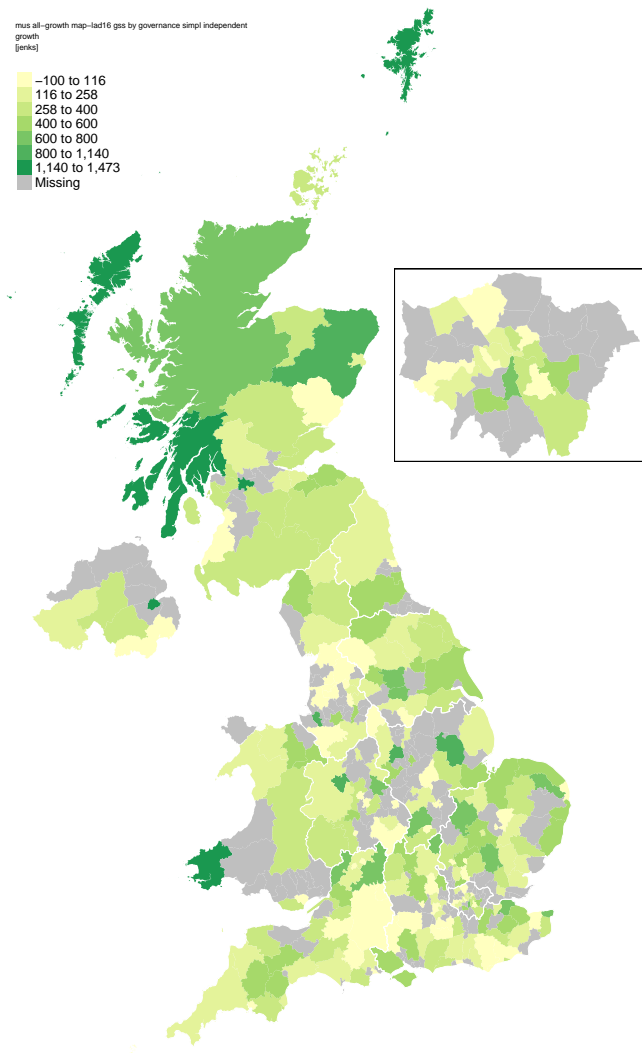 mus all−growth map−lad16 gss by governance simpl independent
growth
[jenks]
−100 to 116
116 to 258
258 to 400
400 to 600
600 to 800
800 to 1,140
1,140 to 1,473
Missing